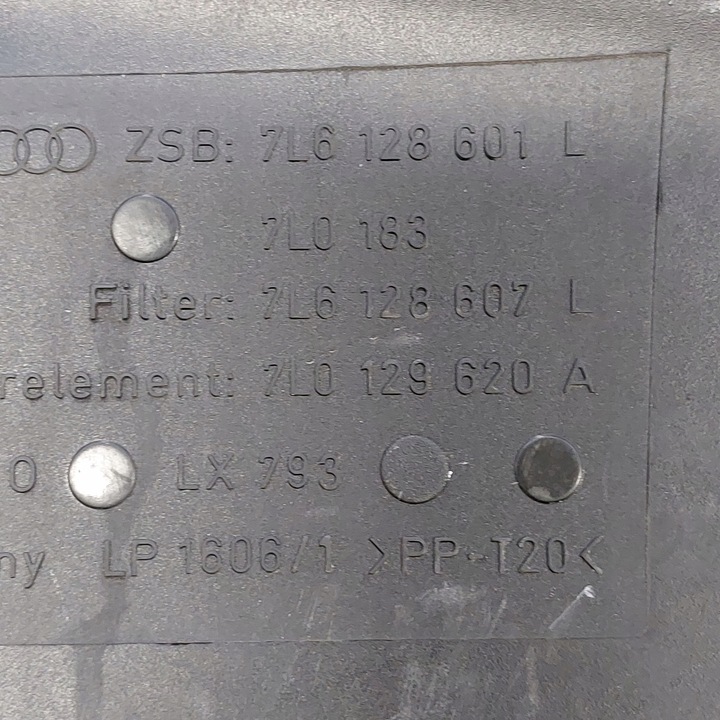 ZSB: 7L6 128 601 L
7L0 183
Filter: 7L6 128 607 L
relement: 7L0 129 620 A
0 LX 793
ny LP 1606/1 >PP-T20<